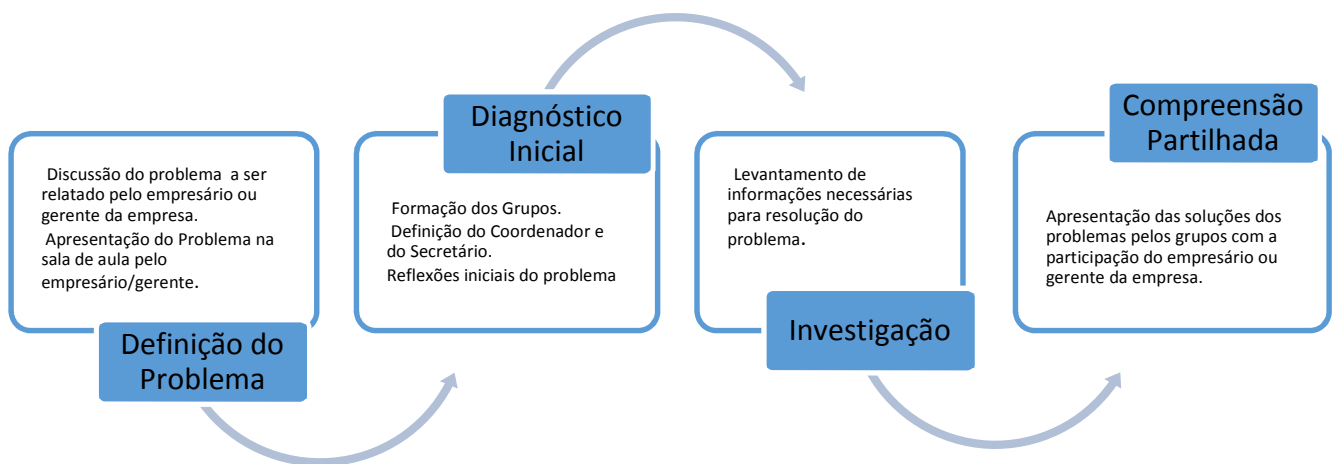 Discussão do problema a ser
relatado pelo empresário ou
gerente da empresa.
Apresentação do Problema na
sala de aula pelo
empresário/gerente.
Definição do
Problema
Diagnóstico
Inicial
Formação dos Grupos.
Definição do Coordenador e
do Secretário.
Reflexões iniciais do problema
Levantamento de
informações necessárias
para resolução do
problema.
Investigação
Compreensão
Partilhada
Apresentação das soluções dos
problemas pelos grupos com a
participação do empresário ou
gerente da empresa.